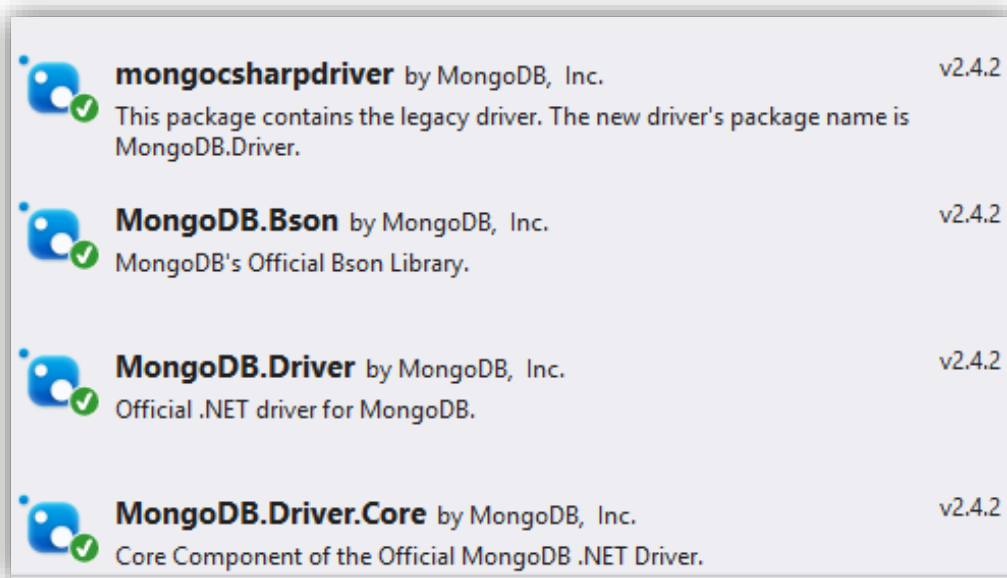 mongocsharpdriver by MongoDB, Inc. v2.4.2
This package contains the legacy driver. The new driver's package name is
MongoDB.Driver.
MongoDB.Bson by MongoDB, Inc. v2.4.2
MongoDB's Official Bson Library.
MongoDB.Driver by MongoDB, Inc. v2.4.2
Official .NET driver for MongoDB.
MongoDB.Driver.Core by MongoDB, Inc. v2.4.2
Core Component of the Official MongoDB .NET Driver.